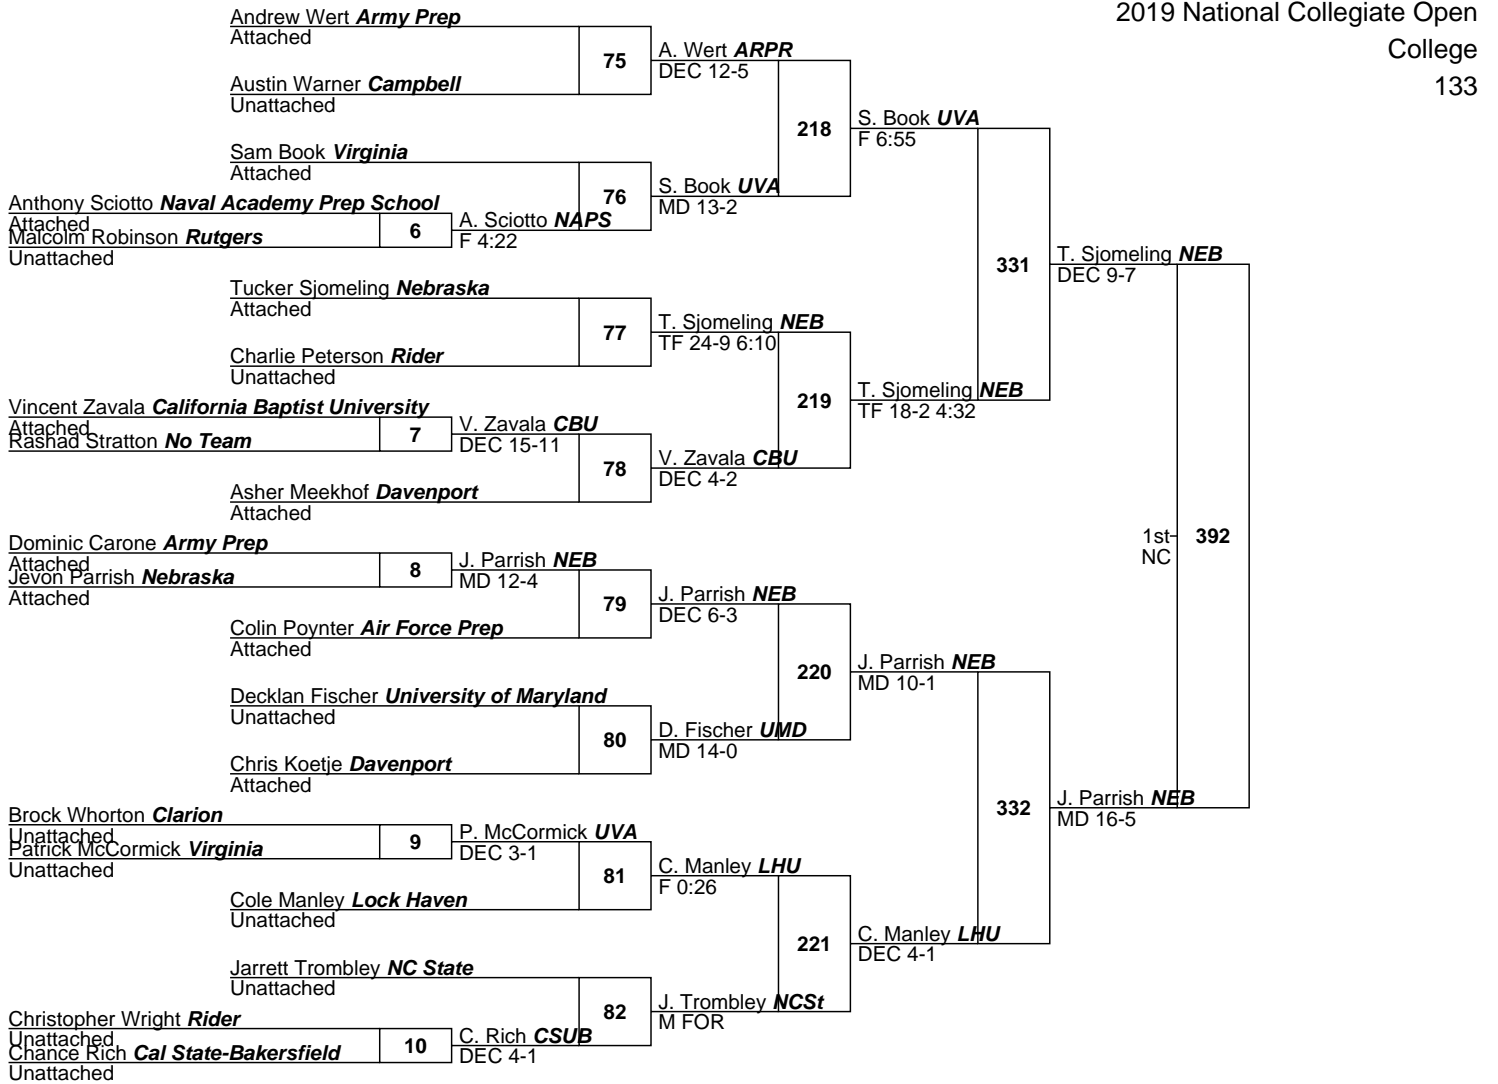 2019 National Collegiate Open
College
133
Andrew Wert Army Prep
Attached
75
A. Wert ARPR
DEC 12-5
Austin Warner Campbell
Unattached
218
S. Book UVA
F 6:55
Sam Book Virginia
Attached
76
S. Book UVA
MD 13-2
Anthony Sciotto Naval Academy Prep School
Attached
Malcolm Robinson Rutgers
Unattached
6
A. Sciotto NAPS
F 4:22
331
T. Sjomeling NEB
DEC 9-7
Tucker Sjomeling Nebraska
Attached
77
T. Sjomeling NEB
TF 24-9 6:10
Charlie Peterson Rider
Unattached
219
T. Sjomeling NEB
TF 18-2 4:32
Vincent Zavala California Baptist University
Attached
Rashad Stratton No Team
7
V. Zavala CBU
DEC 15-11
78
V. Zavala CBU
DEC 4-2
Asher Meekhof Davenport
Attached
1st
NC
392
Dominic Carone Army Prep
Attached
Jevon Parrish Nebraska
Attached
8
J. Parrish NEB
MD 12-4
79
J. Parrish NEB
DEC 6-3
Colin Poynter Air Force Prep
Attached
220
J. Parrish NEB
MD 10-1
Decklan Fischer University of Maryland
Unattached
80
D. Fischer UMD
MD 14-0
Chris Koetje Davenport
Attached
332
J. Parrish NEB
MD 16-5
Brock Whorton Clarion
Unattached
Patrick McCormick Virginia
Unattached
9
P. McCormick UVA
DEC 3-1
81
C. Manley LHU
F 0:26
Cole Manley Lock Haven
Unattached
221
C. Manley LHU
DEC 4-1
Jarrett Trombley NC State
Unattached
82
J. Trombley NCSt
M FOR
Christopher Wright Rider
Unattached
Chance Rich Cal State-Bakersfield
Unattached
10
C. Rich CSUB
DEC 4-1